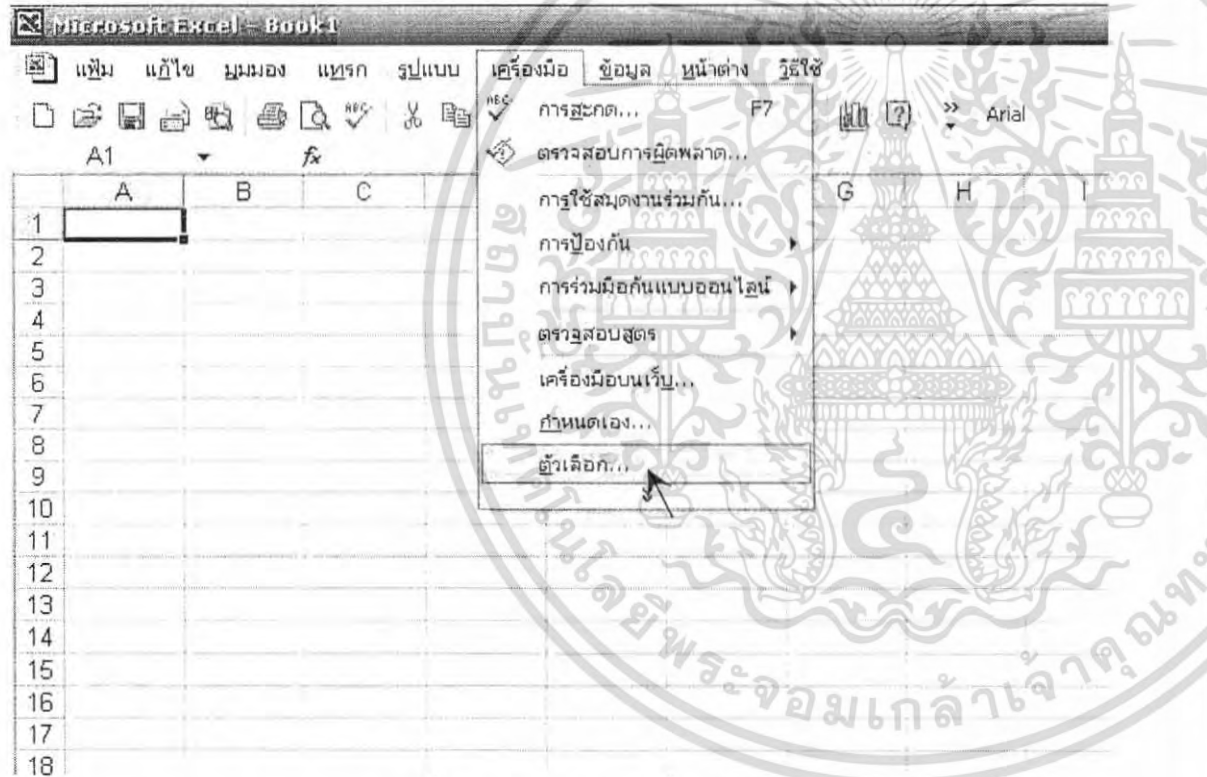 Microsoft Excel - Book1
แฟ้ม แก้ไข มุมมอง แทรก รูปแบบ เครื่องมือ ข้อมูล หน้าต่าง วิธีใช้
ABC การสะกด... F7 Arial
A1 fx ตรวจสอบการผิดพลาด...
A B C G H I
การใช้สมุดงานร่วมกัน...
การป้องกัน
การร่วมมือกันแบบออนไลน์
ตรวจสอบสูตร
เครื่องมือบนเว็บ...
กำหนดเอง...
ตัวเลือก...
1
2
3
4
5
6
7
8
9
10
11
12
13
14
15
16
17
18
พระจอมเกล้าเจ้าคุณท